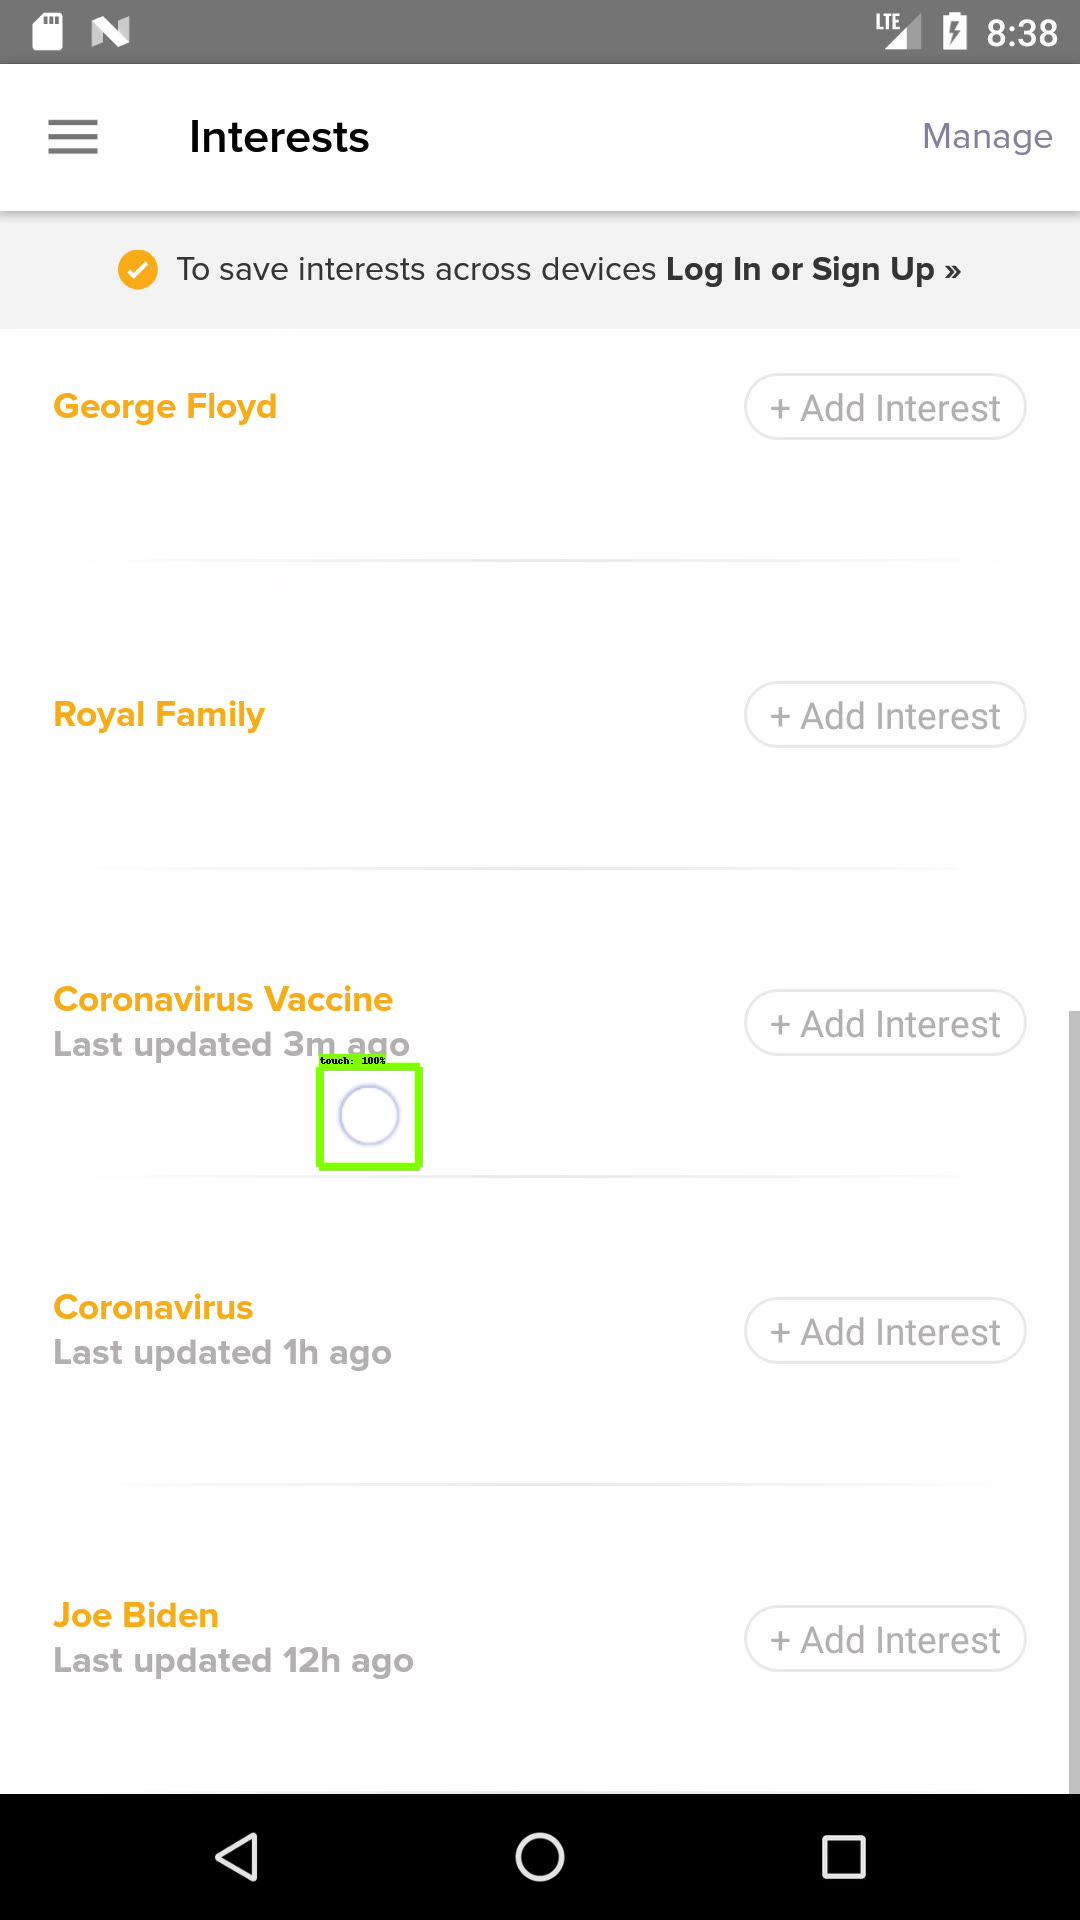 LTE 8:38
Interests Manage
To save interests across devices Log In or Sign Up »
George Floyd + Add Interest
Royal Family + Add Interest
Coronavirus Vaccine
Last updated 3m ago
+ Add Interest
touch: 100%
Coronavirus
Last updated 1h ago
+ Add Interest
Joe Biden
Last updated 12h ago
+ Add Interest